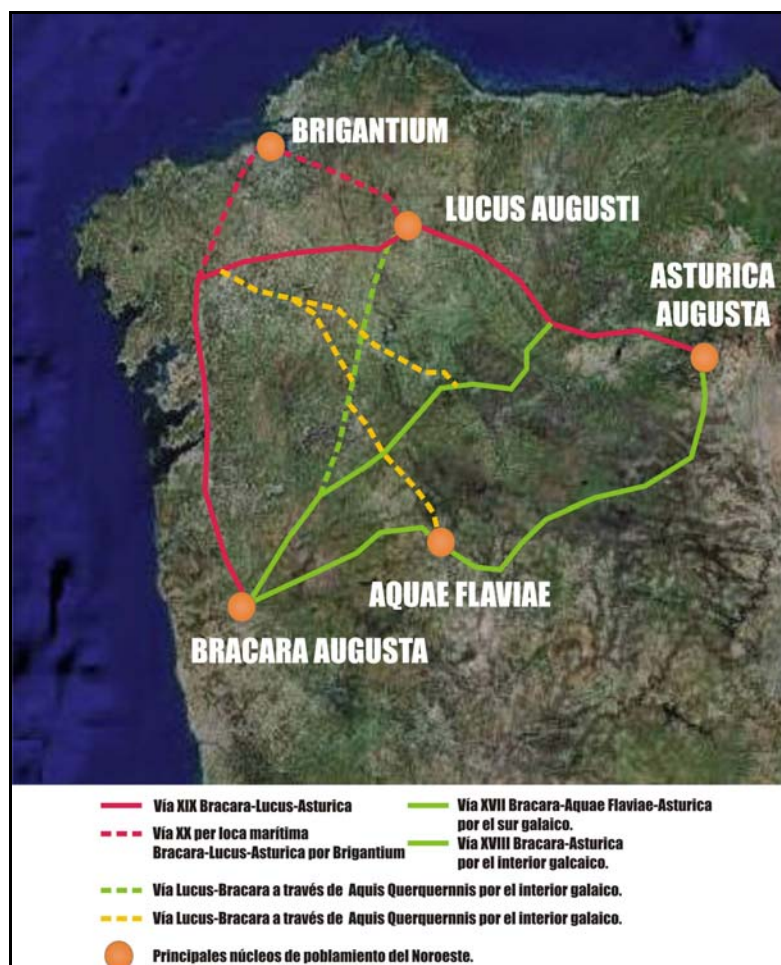 BRIGANTIUM
LUCUS AUGUSTI
ASTURICA
AUGUSTA
AQUAE FLAVIAE
BRACARA AUGUSTA
Vía XIX Bracara-Lucus-Asturica
Vía XX per loca marítima
Bracara-Lucus-Asturica por Brigantium
Vía XVII Bracara-Aquae Flaviae-Asturica
por el sur galaico.
Vía XVIII Bracara-Asturica
por el interior galcaico.
Vía Lucus-Bracara a través de Aquis Querquernnis por el interior galaico.
Vía Lucus-Bracara a través de Aquis Querquernnis por el interior galaico.
Principales núcleos de poblamiento del Noroeste.